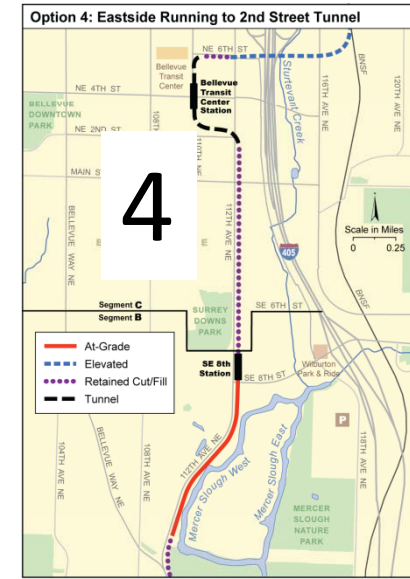 Option 4: Eastside Running to 2nd Street Tunnel
NE 6TH ST
BNSF
Bellevue
Transit
Center
Sturtevant Creek
116TH AVE NE
120TH AVE NE
NE 4TH ST
Bellevue
Transit
Center
Station
BELLEVUE
DOWNTOWN
PARK
108TH
NE 2ND ST
110TH NE
MAIN S
4
BELLEVUE WAY NE
112TH AVE NE
Scale in Miles
0 0.25
405
BNSF
Segment C
Segment B
SURREY
DOWNS
PARK
SE 6TH ST
At-Grade
Elevated
Retained Cut/Fill
Tunnel
SE 8th
Station
SE 8TH ST
Wilburton
Park & Ride
P
104TH AVE NE
BELLEVUE WAY NE
108TH AVE NE
112TH AVE NE
Mercer Slough West
Mercer Slough East
118TH AVE NE
MERCER
SLOUGH
NATURE
PARK